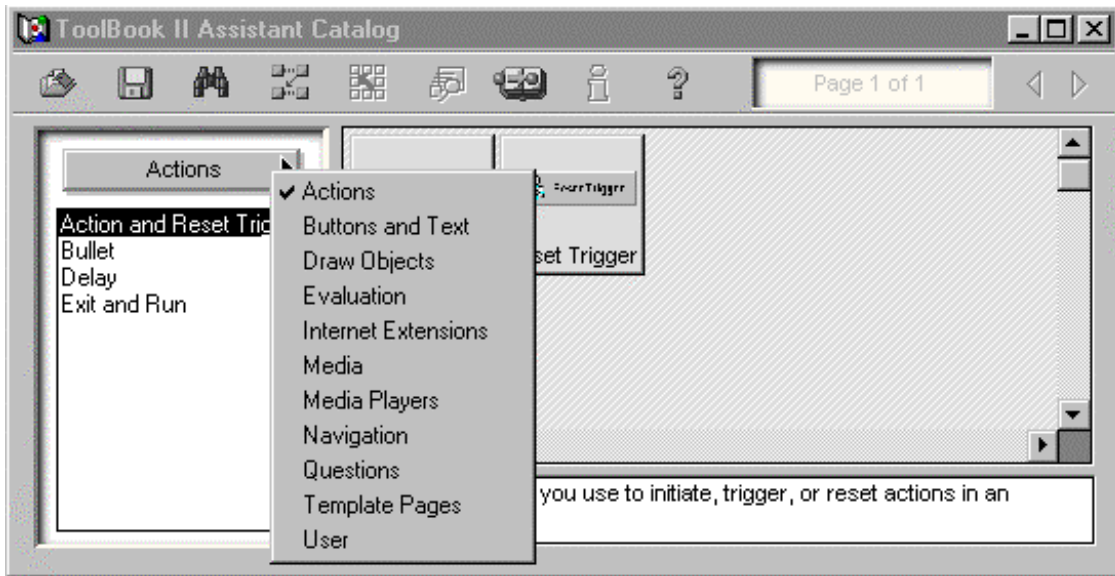 ToolBook II Assistant Catalog
Page 1 of 1
Actions
Action and Reset Trig
Bullet
Delay
Exit and Run
Actions
Buttons and Text
Draw Objects
Evaluation
Internet Extensions
Media
Media Players
Navigation
Questions
Template Pages
User
Reset Trigger
set Trigger
you use to initiate, trigger, or reset actions in an